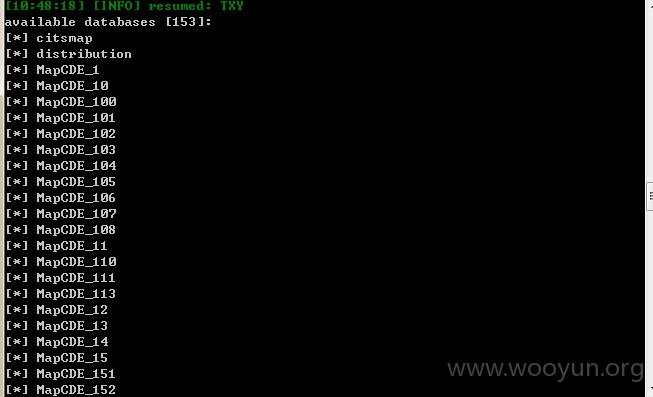 [10:48:18] [INFO] resumed: TXY
available databases [153]:
[*] citsmap
[*] distribution
[*] MapCDE_1
[*] MapCDE_10
[*] MapCDE_100
[*] MapCDE_101
[*] MapCDE_102
[*] MapCDE_103
[*] MapCDE_104
[*] MapCDE_105
[*] MapCDE_106
[*] MapCDE_107
[*] MapCDE_108
[*] MapCDE_11
[*] MapCDE_110
[*] MapCDE_111
[*] MapCDE_113
[*] MapCDE_12
[*] MapCDE_13
[*] MapCDE_14
[*] MapCDE_15
[*] MapCDE_151
[*] MapCDE_152
www.wooyun.org